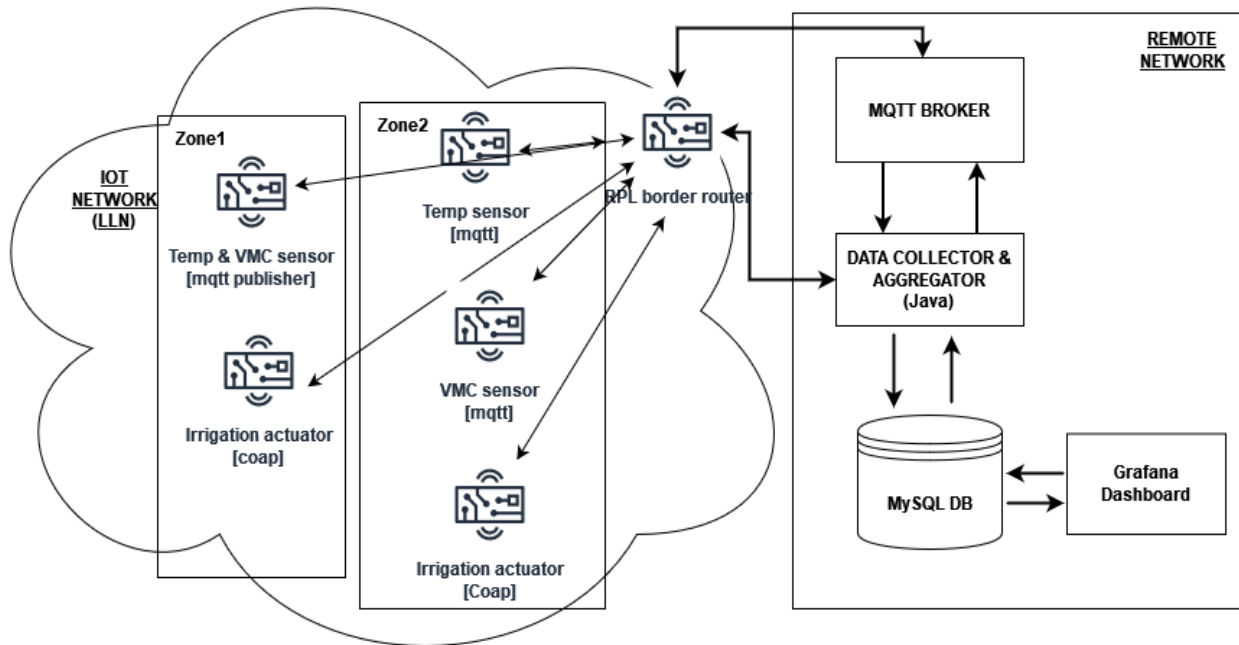 IOT
NETWORK
(LLN)
Zone1
Temp & VMC sensor
[mqtt publisher]
Irrigation actuator
[coap]
Zone2
Temp sensor
[mqtt]
VMC sensor
[mqtt]
Irrigation actuator
[Coap]
RPL border router
REMOTE
NETWORK
MQTT BROKER
DATA COLLECTOR &
AGGREGATOR
(Java)
MySQL DB
Grafana
Dashboard